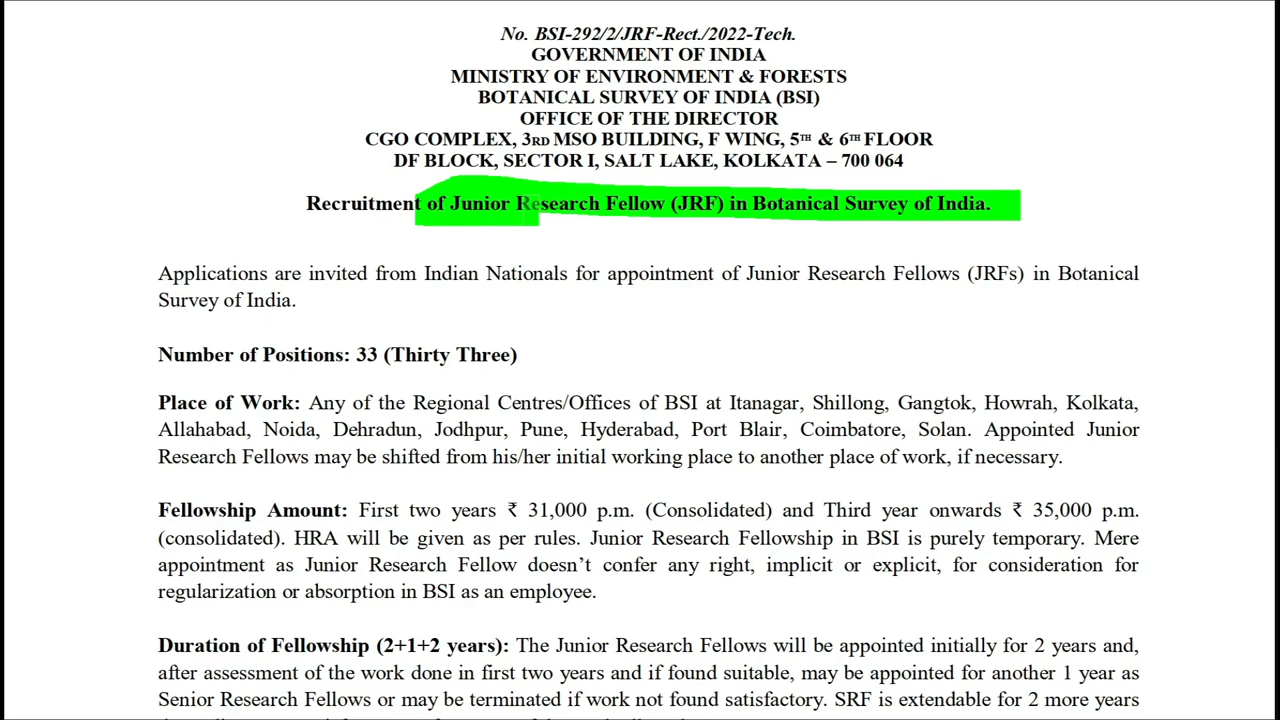 No. BSI-292/2/JRF-Rect./2022-Tech.
GOVERNMENT OF INDIA
MINISTRY OF ENVIRONMENT & FORESTS
BOTANICAL SURVEY OF INDIA (BSI)
OFFICE OF THE DIRECTOR
CGO COMPLEX, 3RD MSO BUILDING, F WING, 5TH & 6TH FLOOR
DF BLOCK, SECTOR I, SALT LAKE, KOLKATA – 700 064
Recruitment of Junior Research Fellow (JRF) in Botanical Survey of India.
Applications are invited from Indian Nationals for appointment of Junior Research Fellows (JRFs) in Botanical
Survey of India.
Number of Positions: 33 (Thirty Three)
Place of Work: Any of the Regional Centres/Offices of BSI at Itanagar, Shillong, Gangtok, Howrah, Kolkata,
Allahabad, Noida, Dehradun, Jodhpur, Pune, Hyderabad, Port Blair, Coimbatore, Solan. Appointed Junior
Research Fellows may be shifted from his/her initial working place to another place of work, if necessary.
Fellowship Amount: First two years ₹ 31,000 p.m. (Consolidated) and Third year onwards ₹ 35,000 p.m.
(consolidated). HRA will be given as per rules. Junior Research Fellowship in BSI is purely temporary. Mere
appointment as Junior Research Fellow doesn’t confer any right, implicit or explicit, for consideration for
regularization or absorption in BSI as an employee.
Duration of Fellowship (2+1+2 years): The Junior Research Fellows will be appointed initially for 2 years and,
after assessment of the work done in first two years and if found suitable, may be appointed for another 1 year as
Senior Research Fellows or may be terminated if work not found satisfactory. SRF is extendable for 2 more years